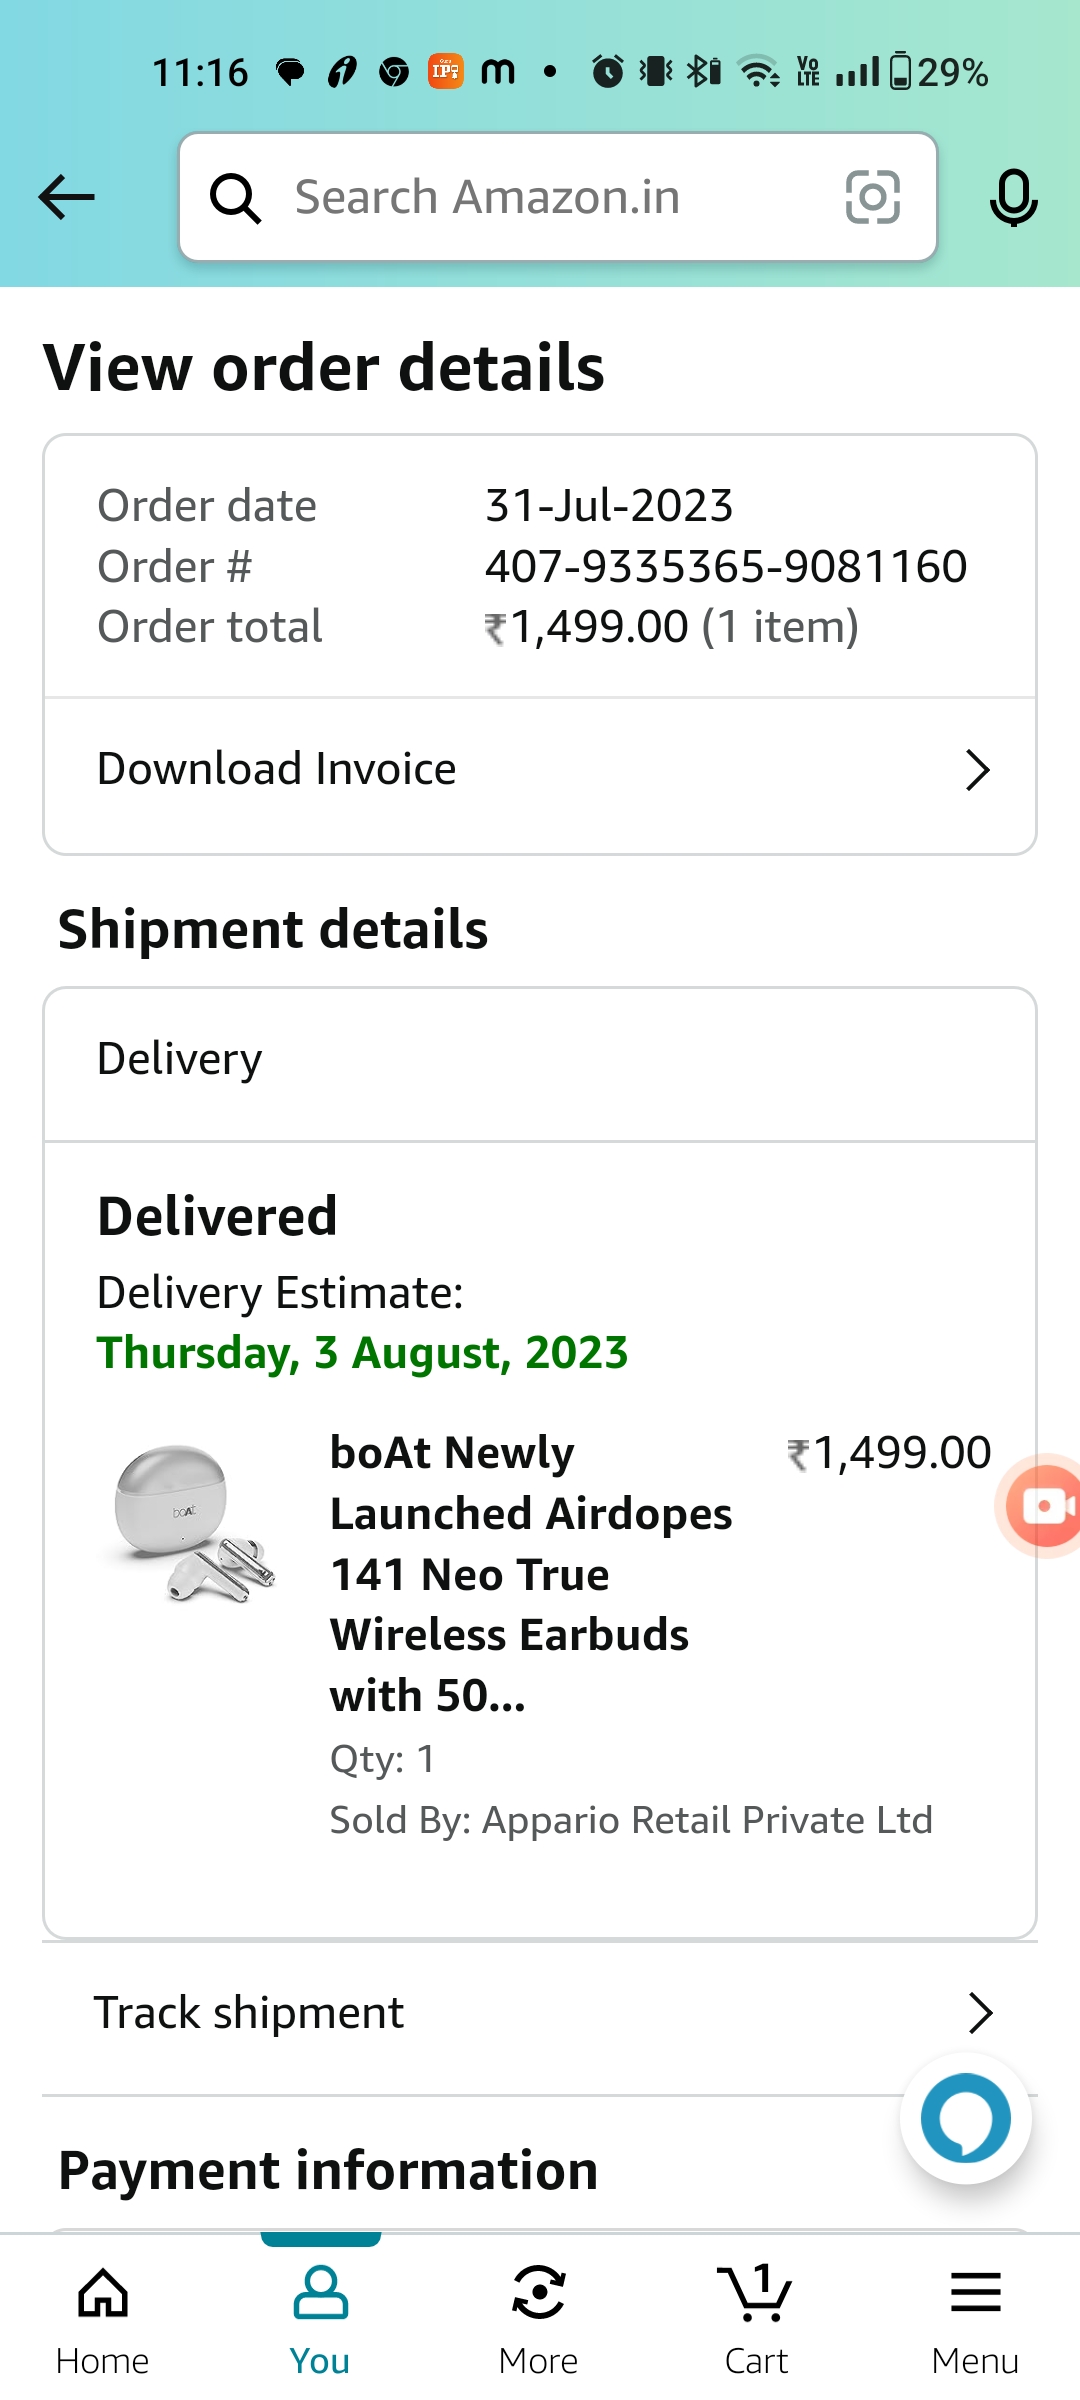 11:16 m VoLTE 29%
Search Amazon.in
View order details
Order date 31-Jul-2023
Order # 407-9335365-9081160
Order total ₹1,499.00 (1 item)
Download Invoice
Shipment details
Delivery
Delivered
Delivery Estimate:
Thursday, 3 August, 2023
boAt
boAt Newly ₹1,499.00
Launched Airdopes
141 Neo True
Wireless Earbuds
with 50...
Qty: 1
Sold By: Appario Retail Private Ltd
Track shipment
Payment information
1
Home You More Cart Menu